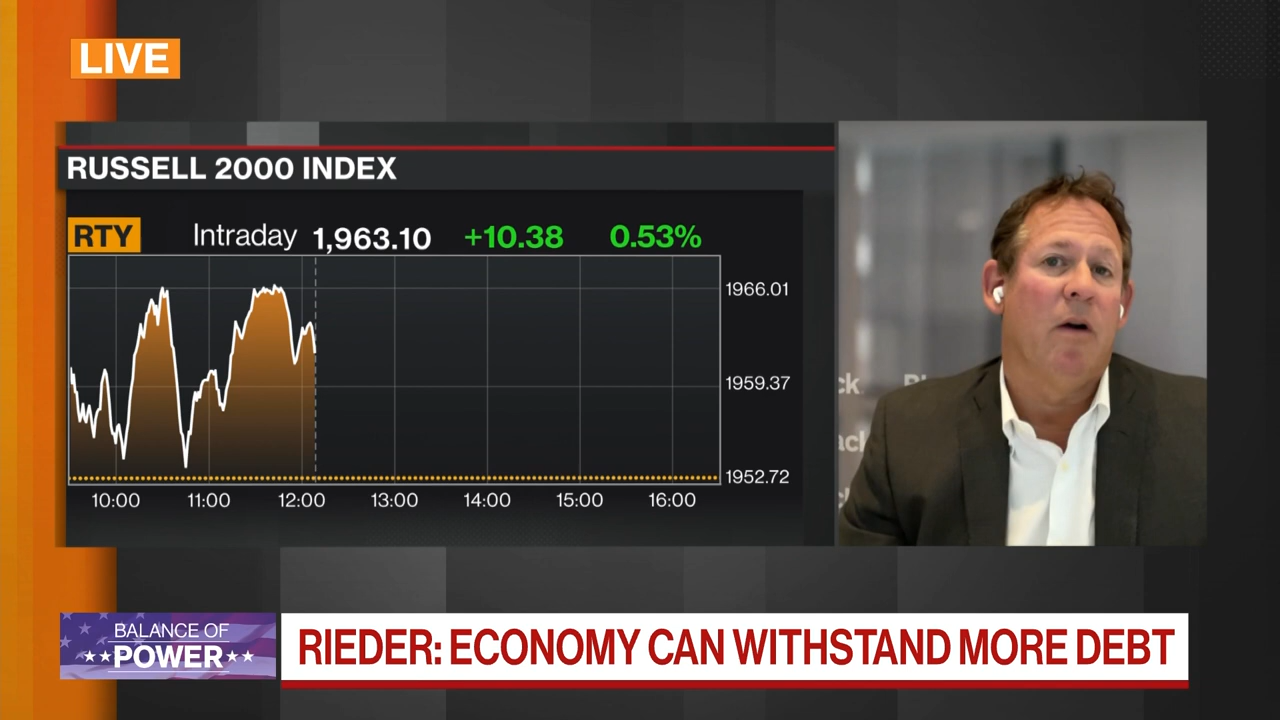 LIVE
RUSSELL 2000 INDEX
RTY Intraday 1,963.10 +10.38 0.53%
1966.01
1959.37
1952.72
10:00 11:00 12:00 13:00 14:00 15:00 16:00
BALANCE OF
POWER
RIEDER: ECONOMY CAN WITHSTAND MORE DEBT